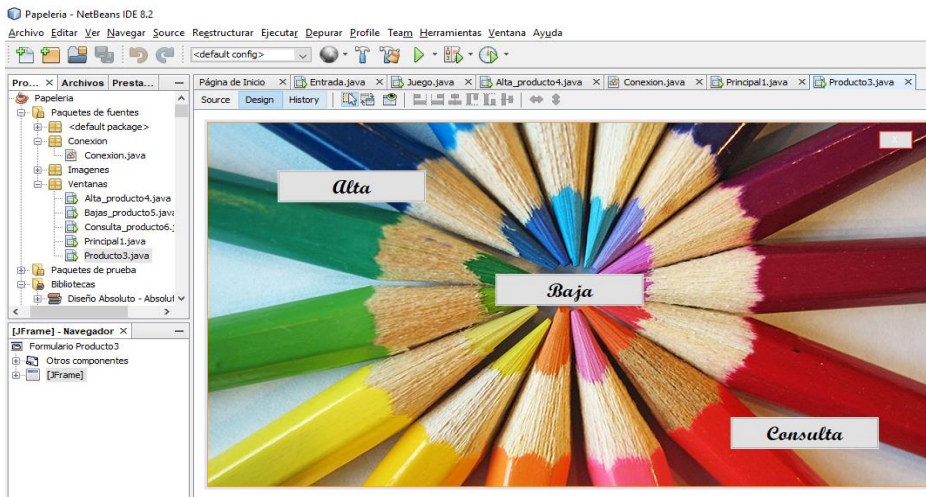 Papeleria - NetBeans IDE 8.2
Archivo Editar Ver Navegar Source Reestructurar Ejecutar Depurar Profile Team Herramientas Ventana Ayuda
<default config>
Pro... Archivos Presta...
Página de Inicio Entrada.java Juego.java Alta_producto4.java Conexion.java Principal1.java Producto3.java
Source Design History
Papeleria
Paquetes de fuentes
<default package>
Conexion
Conexion.java
Imagenes
Ventanas
Alta_producto4.java
Bajas_producto5.java
Consulta_producto6.j
Principal1.java
Producto3.java
Paquetes de prueba
Bibliotecas
Diseño Absoluto - Absolut
[JFrame] - Navegador
Formulario Producto3
Otros componentes
[JFrame]
Alta
Baja
Consulta